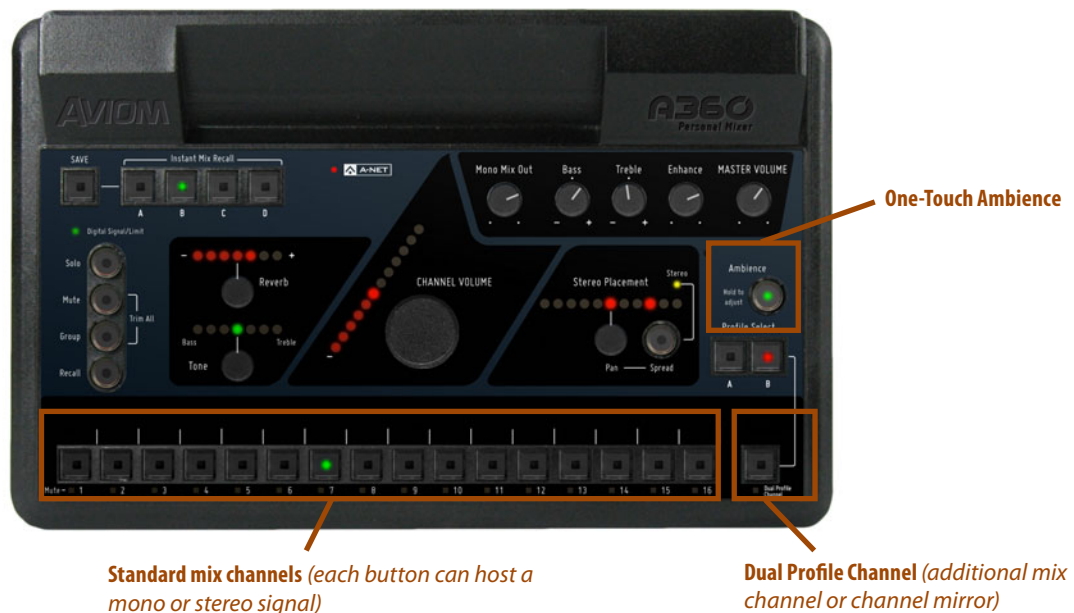 AVIOM
A360
Personal Mixer
SAVE
Instant Mix Recall
A B C D
A-NET
Mono Mix Out Bass Treble Enhance MASTER VOLUME
- + - +
One-Touch Ambience
Digital Signal/Limit
Solo
Mute
Trim All
Group
Recall
- +
Reverb
Bass Treble
Tone
CHANNEL VOLUME
-
Stereo
Stereo Placement
Pan Spread
Ambience
Hold to
adjust
Profile Select
A B
Mute - 1 2 3 4 5 6 7 8 9 10 11 12 13 14 15 16
Dual Profile
Channel
Standard mix channels (each button can host a
mono or stereo signal)
Dual Profile Channel (additional mix
channel or channel mirror)